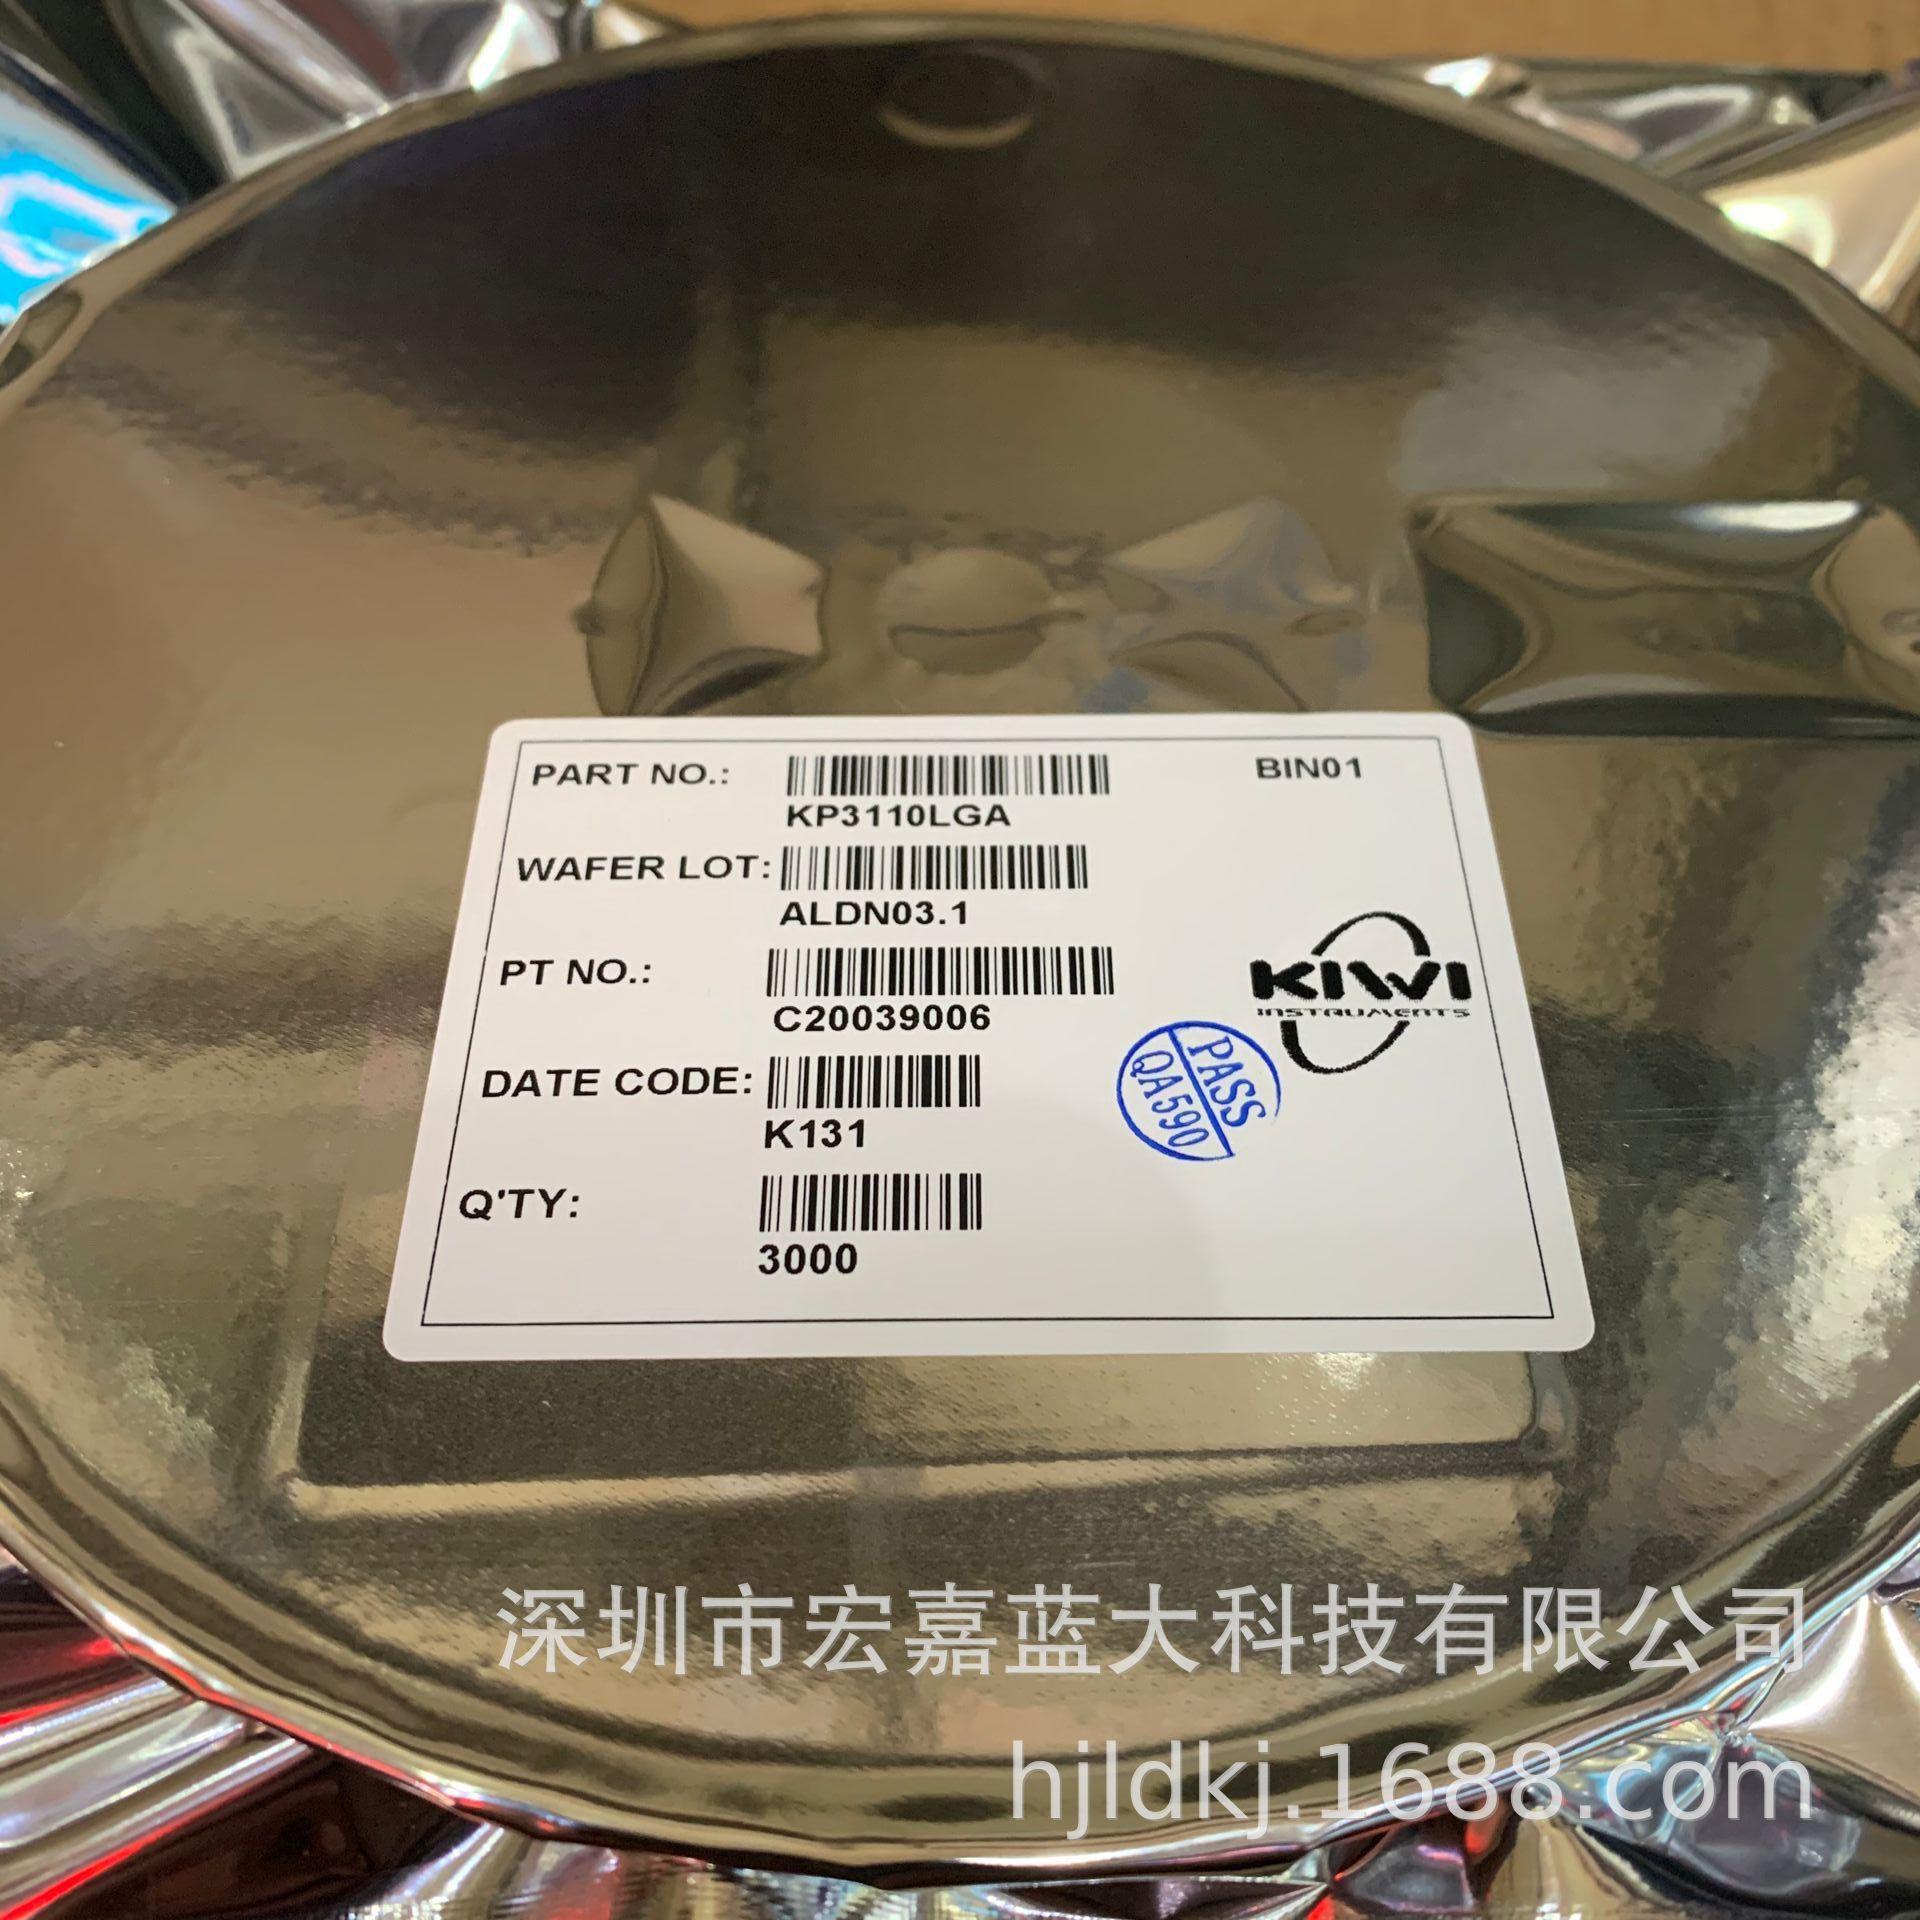 PART NO.:
BIN01
KP3110LGA
WAFER LOT:
ALDN03.1
PT NO.:
C20039006
KIWI
INSTRUMENTS
DATE CODE:
K131
PASS
QA590
Q'TY:
3000
深圳市宏嘉蓝大科技有限公司
hjldkj.1688.com